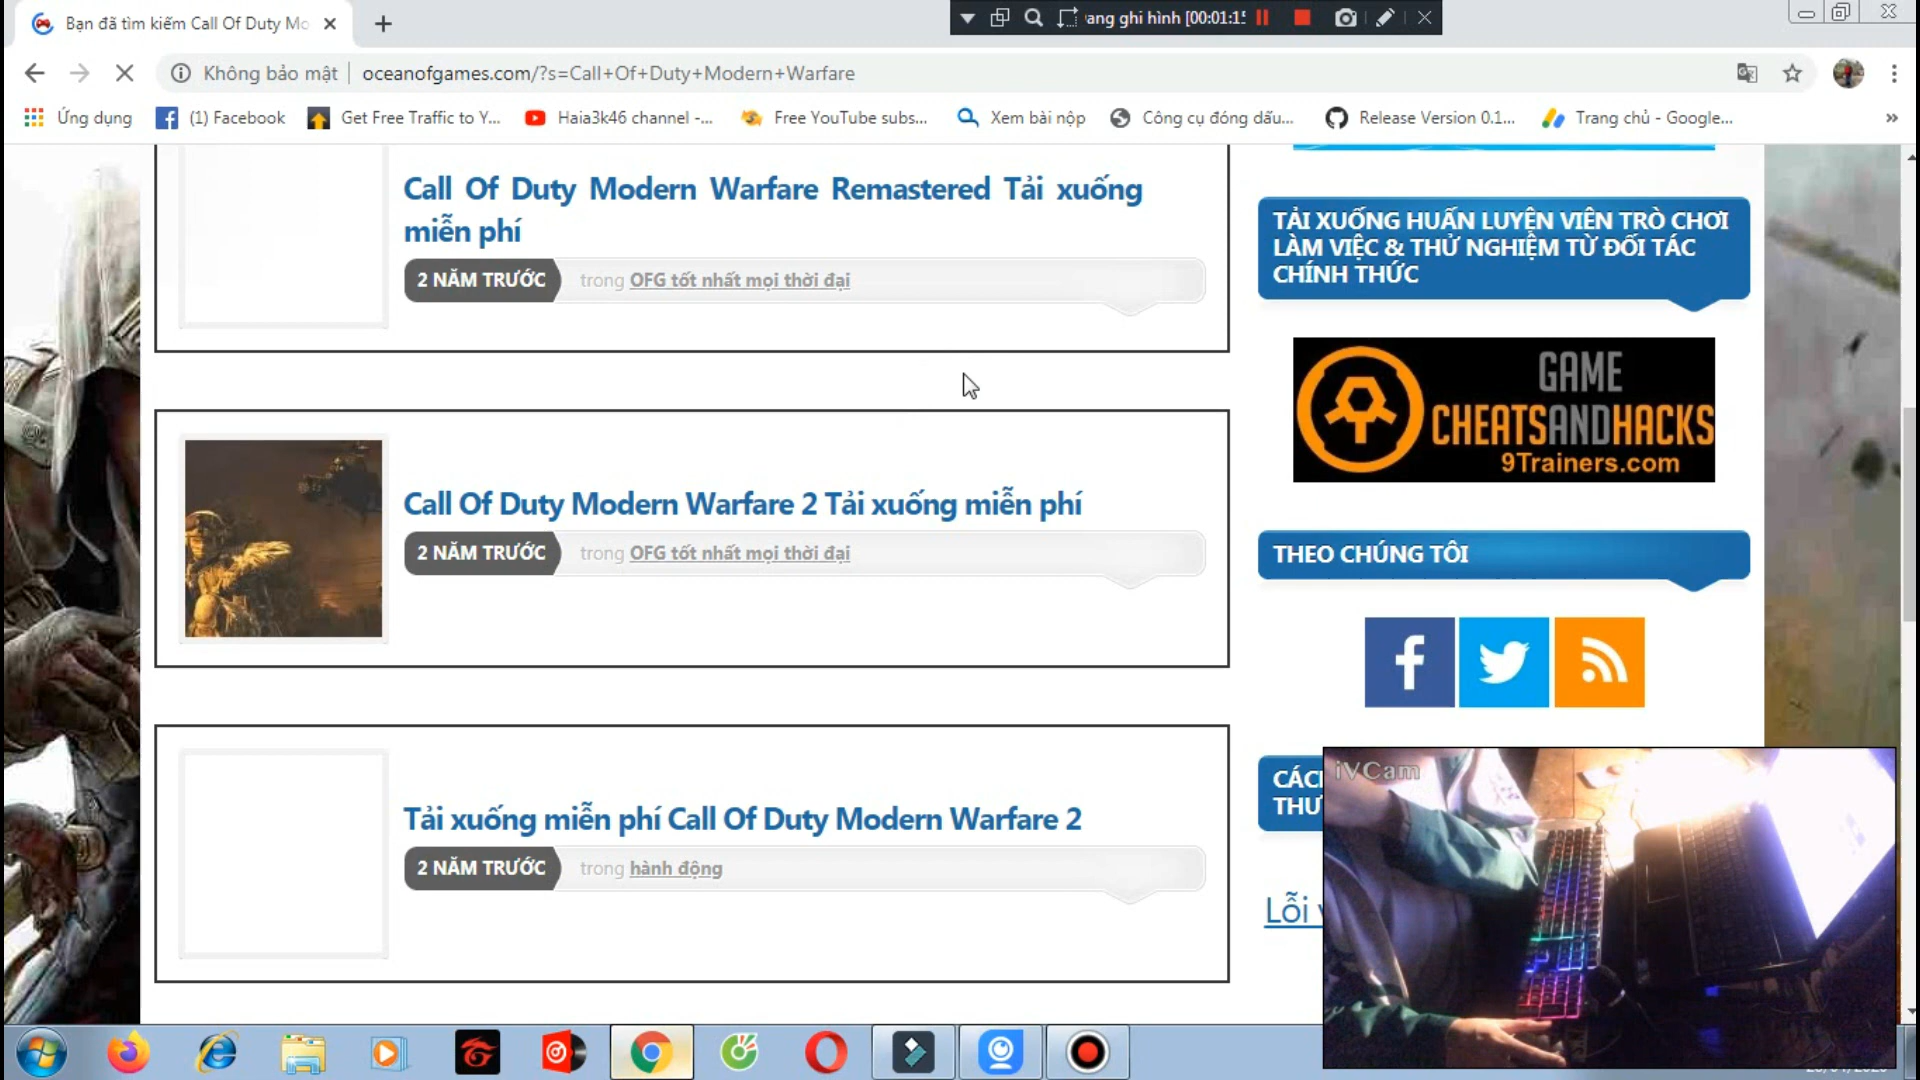 Bạn đã tìm kiếm Call Of Duty Mo
ang ghi hình [00:01:15
Không bảo mật
oceanofgames.com/?s=Call+Of+Duty+Modern+Warfare
Ứng dụng
(1) Facebook
Get Free Traffic to Y...
Haia3k46 channel -...
Free YouTube subs...
Xem bài nộp
Công cụ đóng dấu...
Release Version 0.1...
Trang chủ - Google...
»
Call Of Duty Modern Warfare Remastered Tải xuống
miễn phí
2 NĂM TRƯỚC
trong OFG tốt nhất mọi thời đại
Call Of Duty Modern Warfare 2 Tải xuống miễn phí
2 NĂM TRƯỚC
trong OFG tốt nhất mọi thời đại
Tải xuống miễn phí Call Of Duty Modern Warfare 2
2 NĂM TRƯỚC
trong hành động
TẢI XUỐNG HUẤN LUYỆN VIÊN TRÒ CHƠI
LÀM VIỆC & THỬ NGHIỆM TỪ ĐỐI TÁC
CHÍNH THỨC
GAME
CHEATSANDHACKS
9Trainers.com
THEO CHÚNG TÔI
CÁCH
THƯ
Lỗi
iVCam